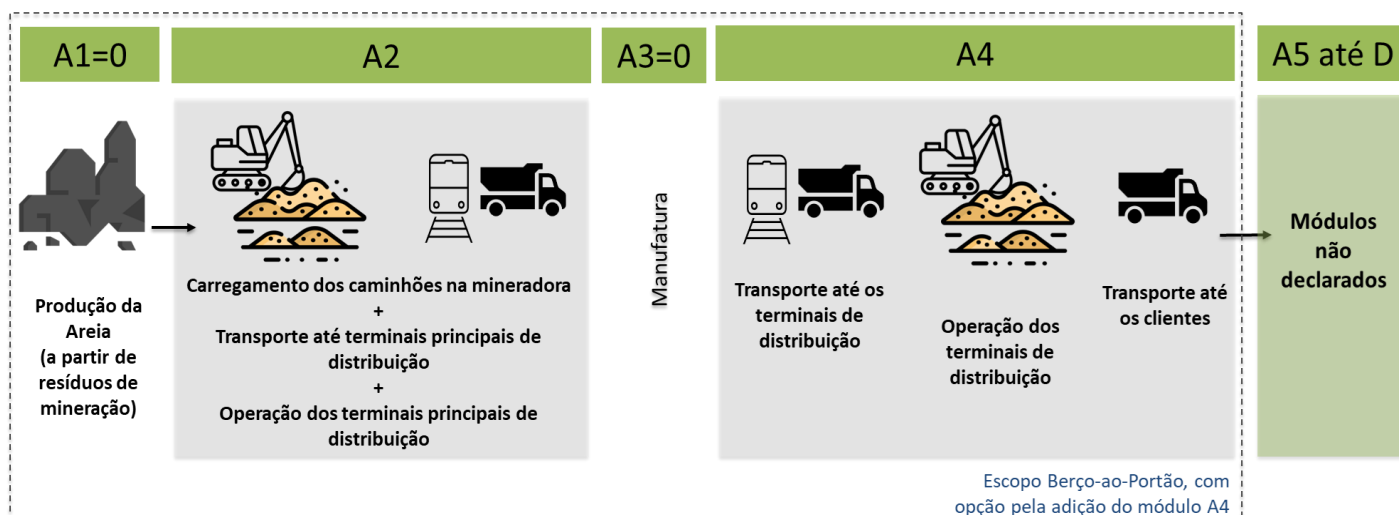 A1=0
A2
A3=0
A4
A5 até D
Produção da
Areia
(a partir de
resíduos de
mineração)
Carregamento dos caminhões na mineradora
+
Transporte até terminais principais de
distribuição
+
Operação dos terminais principais de
distribuição
Manufatura
Transporte até os
terminais de
distribuição
Operação dos
terminais de
distribuição
Transporte até
os clientes
Módulos
não
declarados
Escopo Berço-ao-Portão, com
opção pela adição do módulo A4